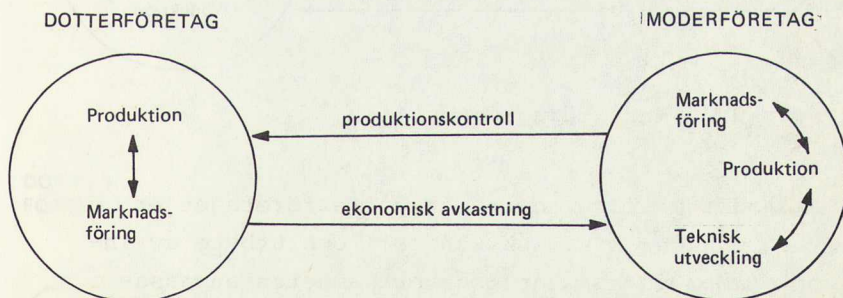 DOTTERFÖRETAG
MODERFÖRETAG
Produktion
Marknads-
föring
produktionskontroll
ekonomisk avkastning
Marknads-
föring
Produktion
Teknisk
utveckling